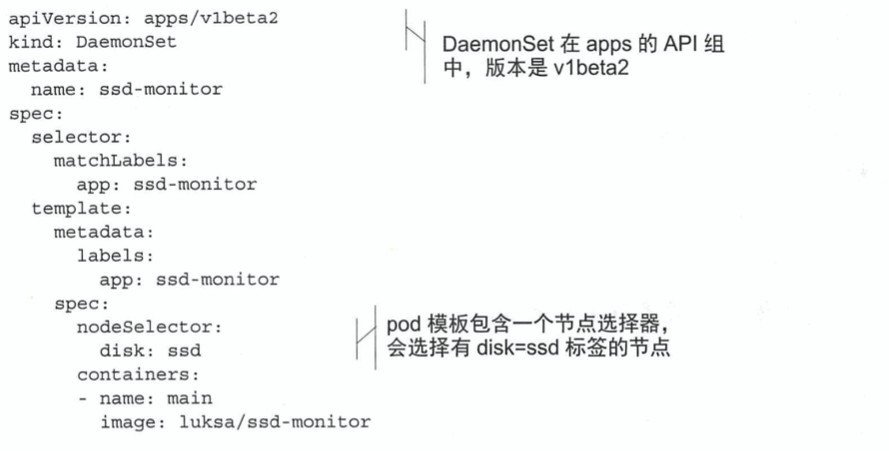 apiVersion: apps/v1beta2
kind: DaemonSet
metadata:
  name: ssd-monitor
spec:
  selector:
    matchLabels:
      app: ssd-monitor
  template:
    metadata:
      labels:
        app: ssd-monitor
    spec:
      nodeSelector:
        disk: ssd
      containers:
      - name: main
        image: luksa/ssd-monitor
DaemonSet 在 apps 的 API 组
中，版本是 v1beta2
pod 模板包含一个节点选择器，
会选择有 disk=ssd 标签的节点